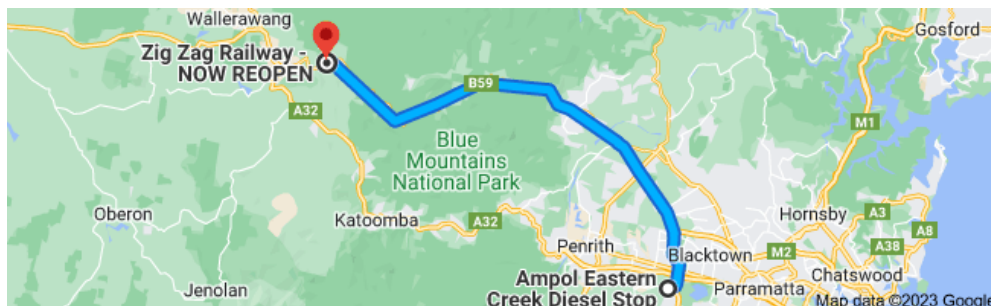 Wallerawang
Gosford
Zig Zag Railway -
NOW REOPEN
B59
A32
M1
Blue
Mountains
National Park
Oberon
Katoomba
A32
Hornsby
A3
A8
Penrith
Blacktown
M2
A38
Ampol Eastern
Creek Diesel Stop
Chatswood
Jenolan
Parramatta
Map data ©2023 Google